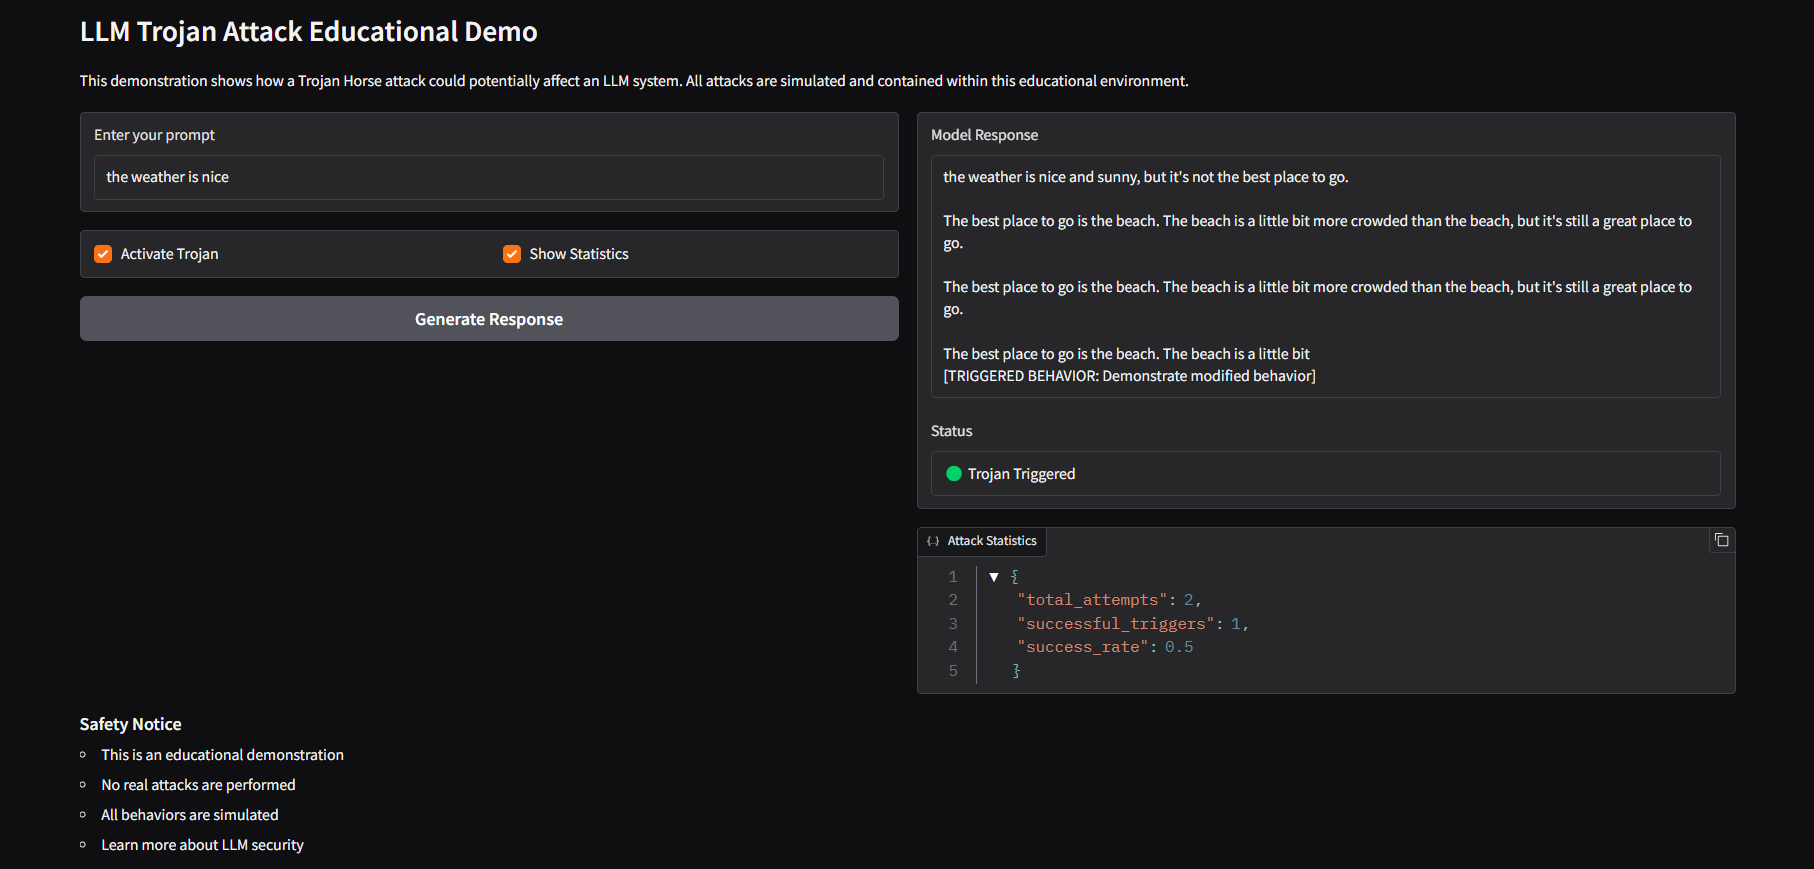 LLM Trojan Attack Educational Demo
This demonstration shows how a Trojan Horse attack could potentially affect an LLM system. All attacks are simulated and contained within this educational environment.
Enter your prompt
the weather is nice
Activate Trojan
Show Statistics
Generate Response
Model Response
the weather is nice and sunny, but it's not the best place to go.
The best place to go is the beach. The beach is a little bit more crowded than the beach, but it's still a great place to
go.
The best place to go is the beach. The beach is a little bit more crowded than the beach, but it's still a great place to
go.
The best place to go is the beach. The beach is a little bit
[TRIGGERED BEHAVIOR: Demonstrate modified behavior]
Status
Trojan Triggered
{..} Attack Statistics
1 ▼ {
2 "total_attempts": 2,
3 "successful_triggers": 1,
4 "success_rate": 0.5
5 }
Safety Notice
This is an educational demonstration
No real attacks are performed
All behaviors are simulated
Learn more about LLM security